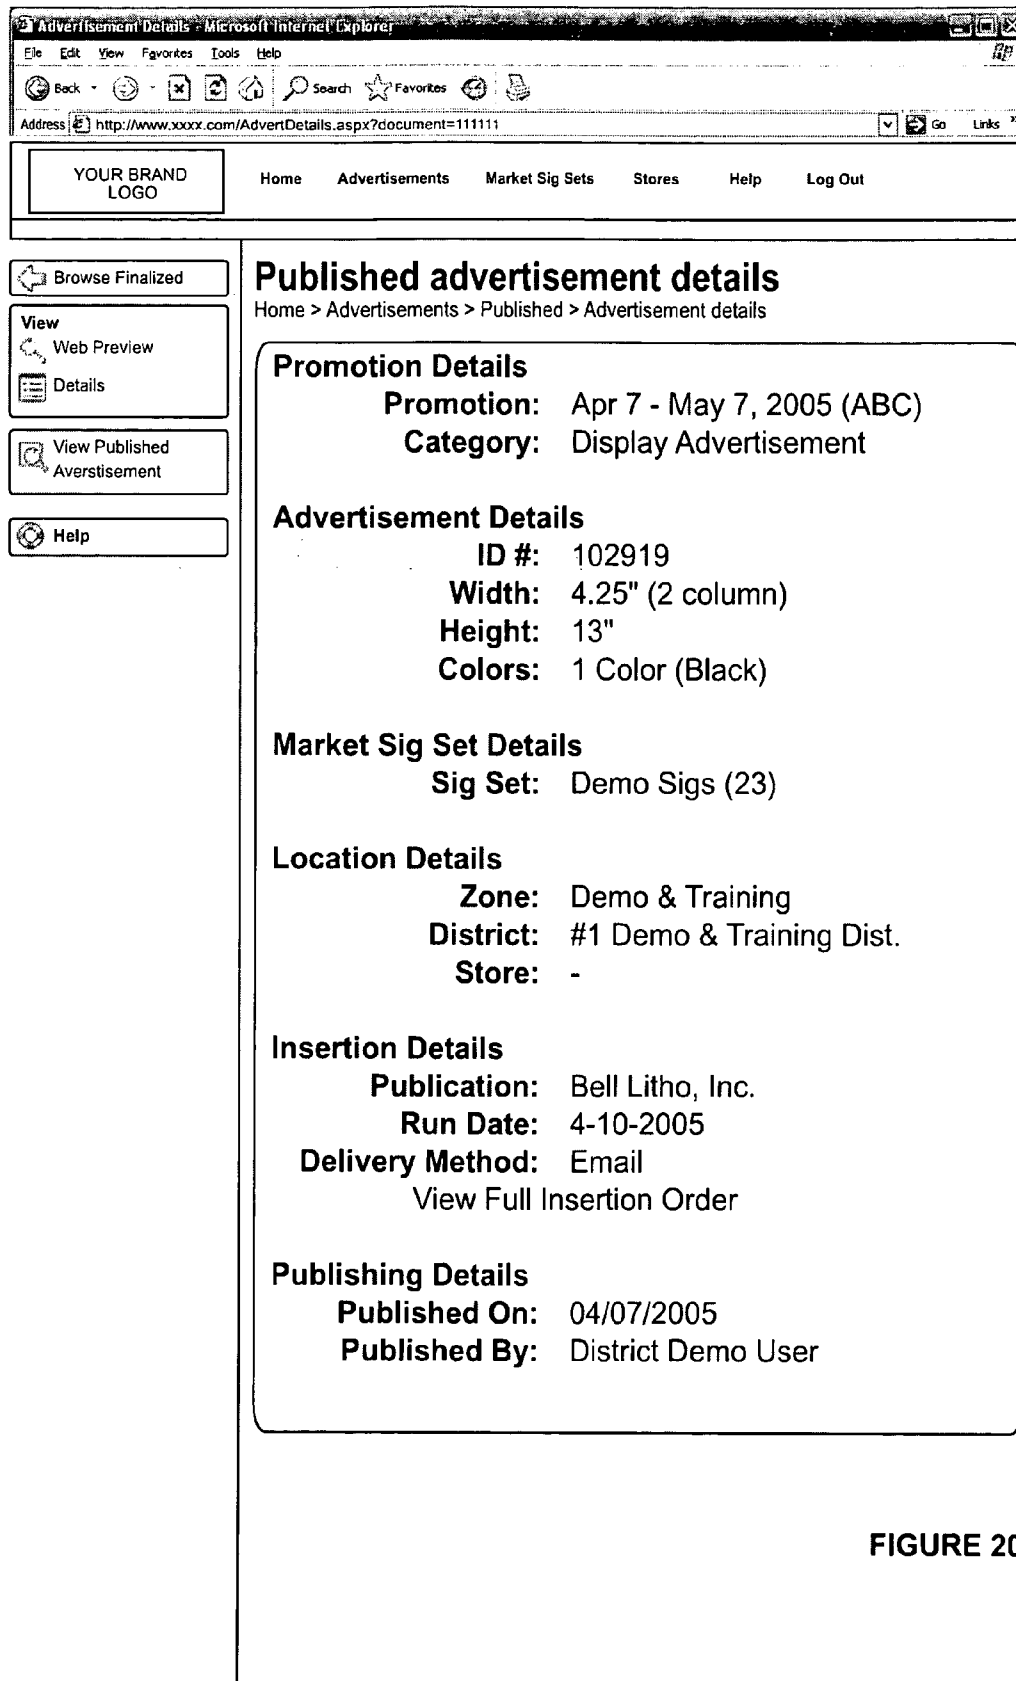 Advertisement Details - Microsoft Internet Explorer
File Edit View Favorites Tools Help
Back Search Favorites
Address http://www.xxxx.com/AdvertDetails.aspx?document=111111 Go Links »
YOUR BRAND
LOGO
Home Advertisements Market Sig Sets Stores Help Log Out
Browse Finalized
View
Web Preview
Details
View Published
Averstisement
Help
Published advertisement details
Home > Advertisements > Published > Advertisement details
Promotion Details
Promotion: Apr 7 - May 7, 2005 (ABC)
Category: Display Advertisement
Advertisement Details
ID #: 102919
Width: 4.25" (2 column)
Height: 13"
Colors: 1 Color (Black)
Market Sig Set Details
Sig Set: Demo Sigs (23)
Location Details
Zone: Demo & Training
District: #1 Demo & Training Dist.
Store: -
Insertion Details
Publication: Bell Litho, Inc.
Run Date: 4-10-2005
Delivery Method: Email
View Full Insertion Order
Publishing Details
Published On: 04/07/2005
Published By: District Demo User
FIGURE 20